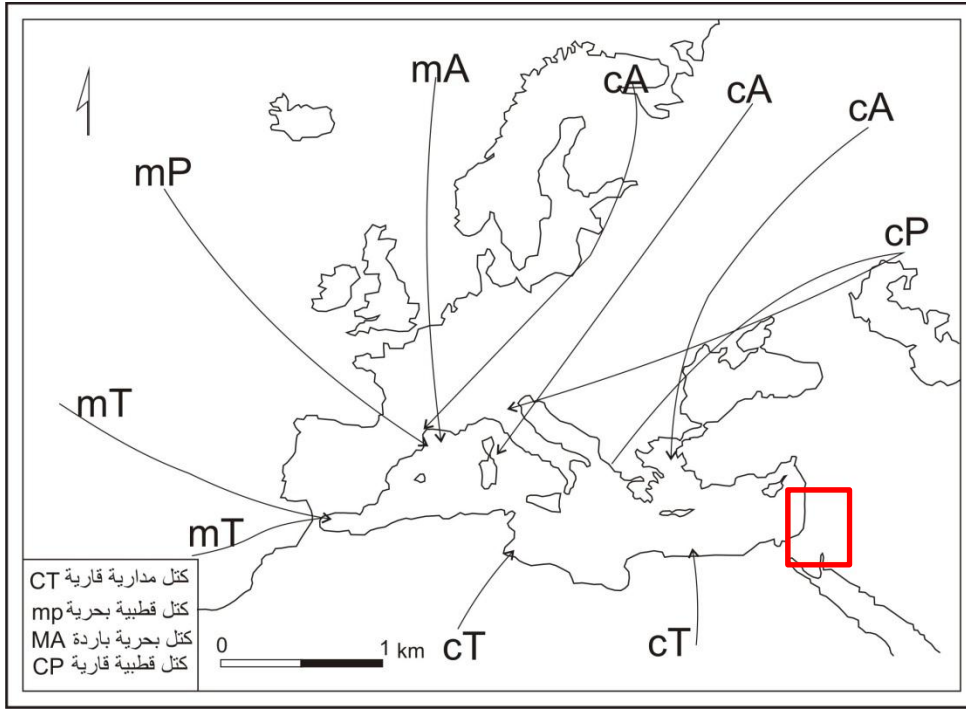 mA
cA
cA
cA
mP
cP
mT
mT
cT
cT
CT كتل مدارية قارية
mp كتل قطبية بحرية
MA كتل بحرية باردة
CP كتل قطبية قارية
0 1 km